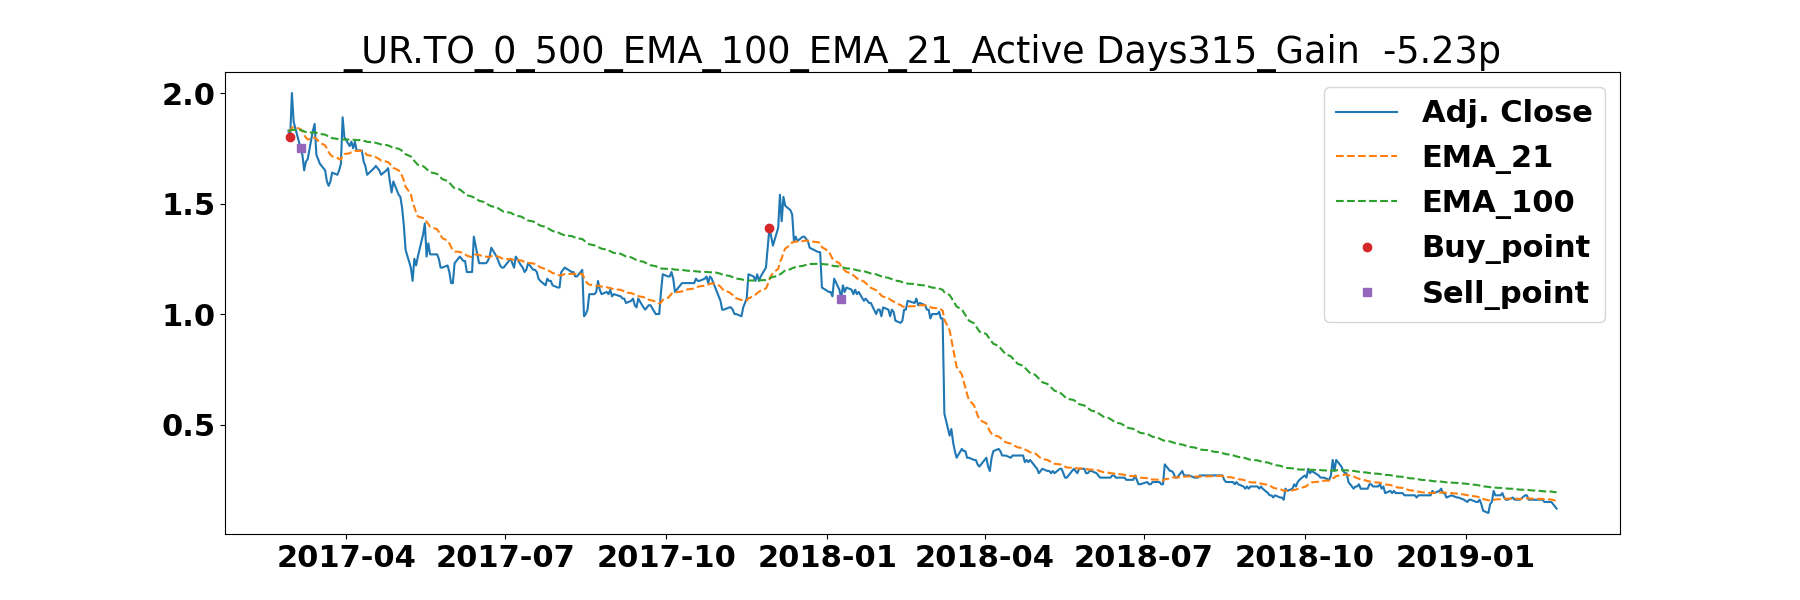 _UR.TO_0_500_EMA_100_EMA_21_Active Days315_Gain  -5.23p
2.0
1.5
1.0
0.5
Adj. Close
EMA_21
EMA_100
Buy_point
Sell_point
2017-04 2017-07 2017-10 2018-01 2018-04 2018-07 2018-10 2019-01